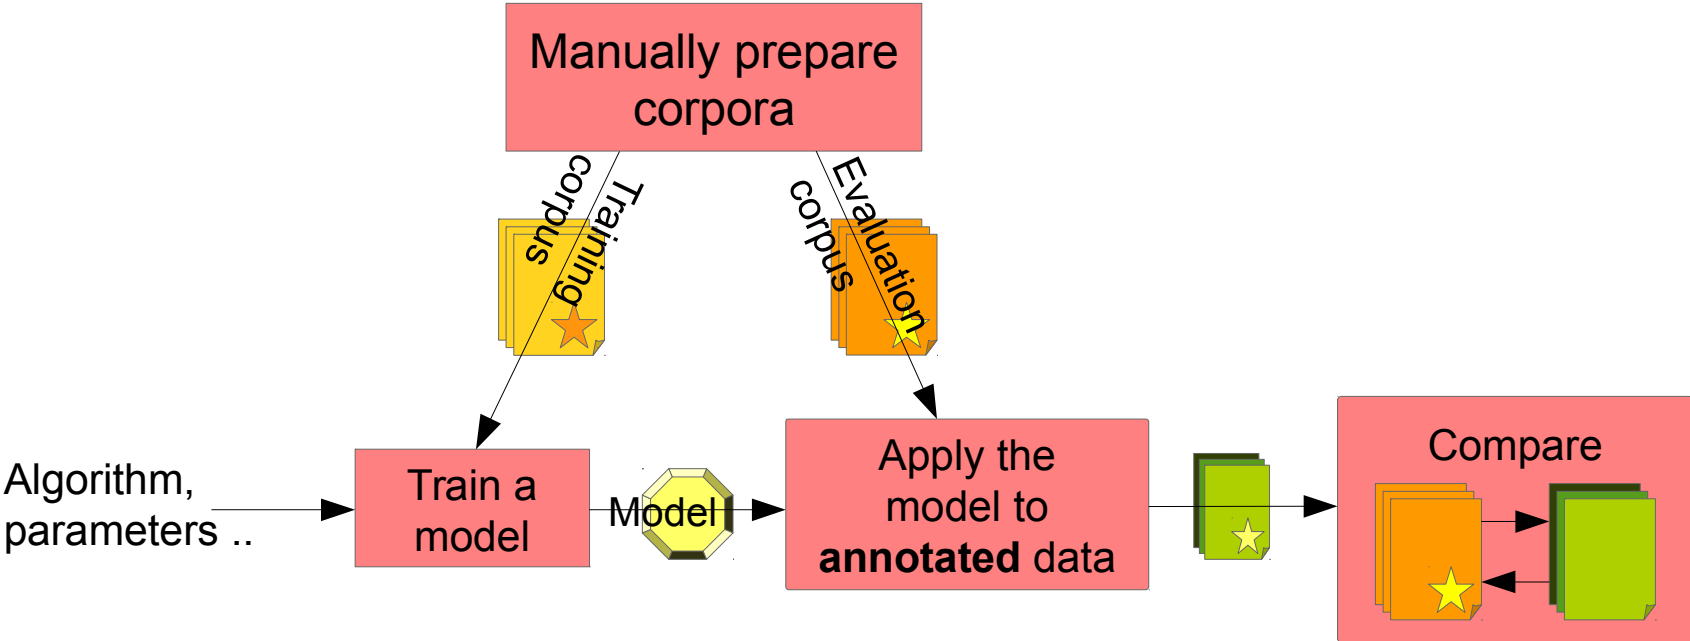 Manually prepare
corpora
Training
corpus
Evaluation
corpus
Algorithm,
parameters ..
Train a
model
Model
Apply the
model to
annotated data
Compare